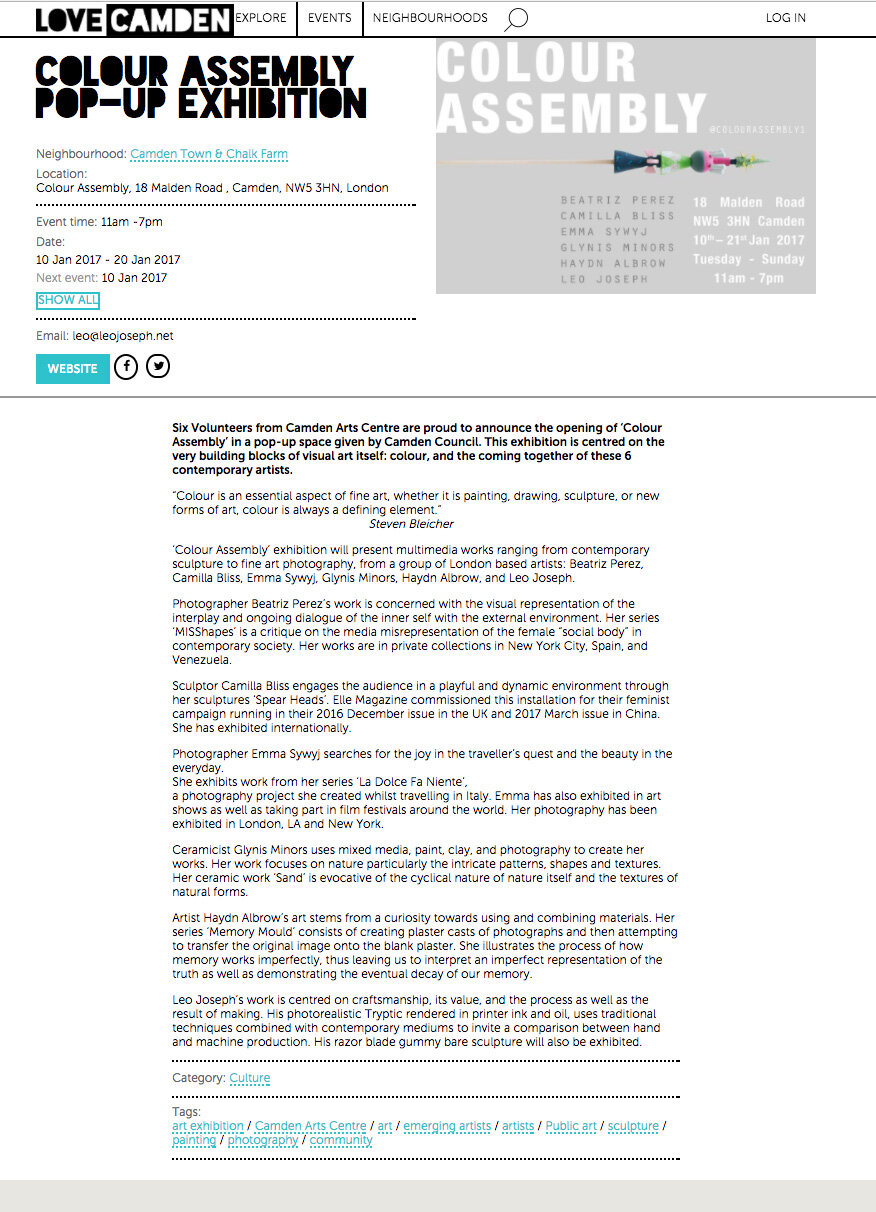 LOVE CAMDEN
EXPLORE
EVENTS
NEIGHBOURHOODS
LOG IN
COLOUR ASSEMBLY
POP-UP EXHIBITION
Neighbourhood: Camden Town & Chalk Farm
Location:
Colour Assembly, 18 Malden Road , Camden, NW5 3HN, London
Event time: 11am -7pm
Date:
10 Jan 2017 - 20 Jan 2017
Next event: 10 Jan 2017
SHOW ALL
Email: leo@leojoseph.net
WEBSITE
COLOUR
ASSEMBLY
@COLOURASSEMBLY1
BEATRIZ PEREZ
CAMILLA BLISS
EMMA SYWYJ
GLYNIS MINORS
HAYDN ALBROW
LEO JOSEPH
18 Malden Road
NW5 3HN Camden
10th – 21st Jan 2017
Tuesday - Sunday
11am - 7pm
Six Volunteers from Camden Arts Centre are proud to announce the opening of ‘Colour
Assembly’ in a pop-up space given by Camden Council. This exhibition is centred on the
very building blocks of visual art itself: colour, and the coming together of these 6
contemporary artists.
“Colour is an essential aspect of fine art, whether it is painting, drawing, sculpture, or new
forms of art, colour is always a defining element.”
Steven Bleicher
‘Colour Assembly’ exhibition will present multimedia works ranging from contemporary
sculpture to fine art photography, from a group of London based artists: Beatriz Perez,
Camilla Bliss, Emma Sywyj, Glynis Minors, Haydn Albrow, and Leo Joseph.
Photographer Beatriz Perez’s work is concerned with the visual representation of the
interplay and ongoing dialogue of the inner self with the external environment. Her series
‘MISShapes’ is a critique on the media misrepresentation of the female “social body” in
contemporary society. Her works are in private collections in New York City, Spain, and
Venezuela.
Sculptor Camilla Bliss engages the audience in a playful and dynamic environment through
her sculptures ‘Spear Heads’. Elle Magazine commissioned this installation for their feminist
campaign running in their 2016 December issue in the UK and 2017 March issue in China.
She has exhibited internationally.
Photographer Emma Sywyj searches for the joy in the traveller’s quest and the beauty in the
everyday.
She exhibits work from her series ‘La Dolce Fa Niente’,
a photography project she created whilst travelling in Italy. Emma has also exhibited in art
shows as well as taking part in film festivals around the world. Her photography has been
exhibited in London, LA and New York.
Ceramicist Glynis Minors uses mixed media, paint, clay, and photography to create her
works. Her work focuses on nature particularly the intricate patterns, shapes and textures.
Her ceramic work ‘Sand’ is evocative of the cyclical nature of nature itself and the textures of
natural forms.
Artist Haydn Albrow’s art stems from a curiosity towards using and combining materials. Her
series ‘Memory Mould’ consists of creating plaster casts of photographs and then attempting
to transfer the original image onto the blank plaster. She illustrates the process of how
memory works imperfectly, thus leaving us to interpret an imperfect representation of the
truth as well as demonstrating the eventual decay of our memory.
Leo Joseph’s work is centred on craftsmanship, its value, and the process as well as the
result of making. His photorealistic Tryptic rendered in printer ink and oil, uses traditional
techniques combined with contemporary mediums to invite a comparison between hand
and machine production. His razor blade gummy bare sculpture will also be exhibited.
Category: Culture
Tags:
art exhibition / Camden Arts Centre / art / emerging artists / artists / Public art / sculpture /
painting / photography / community